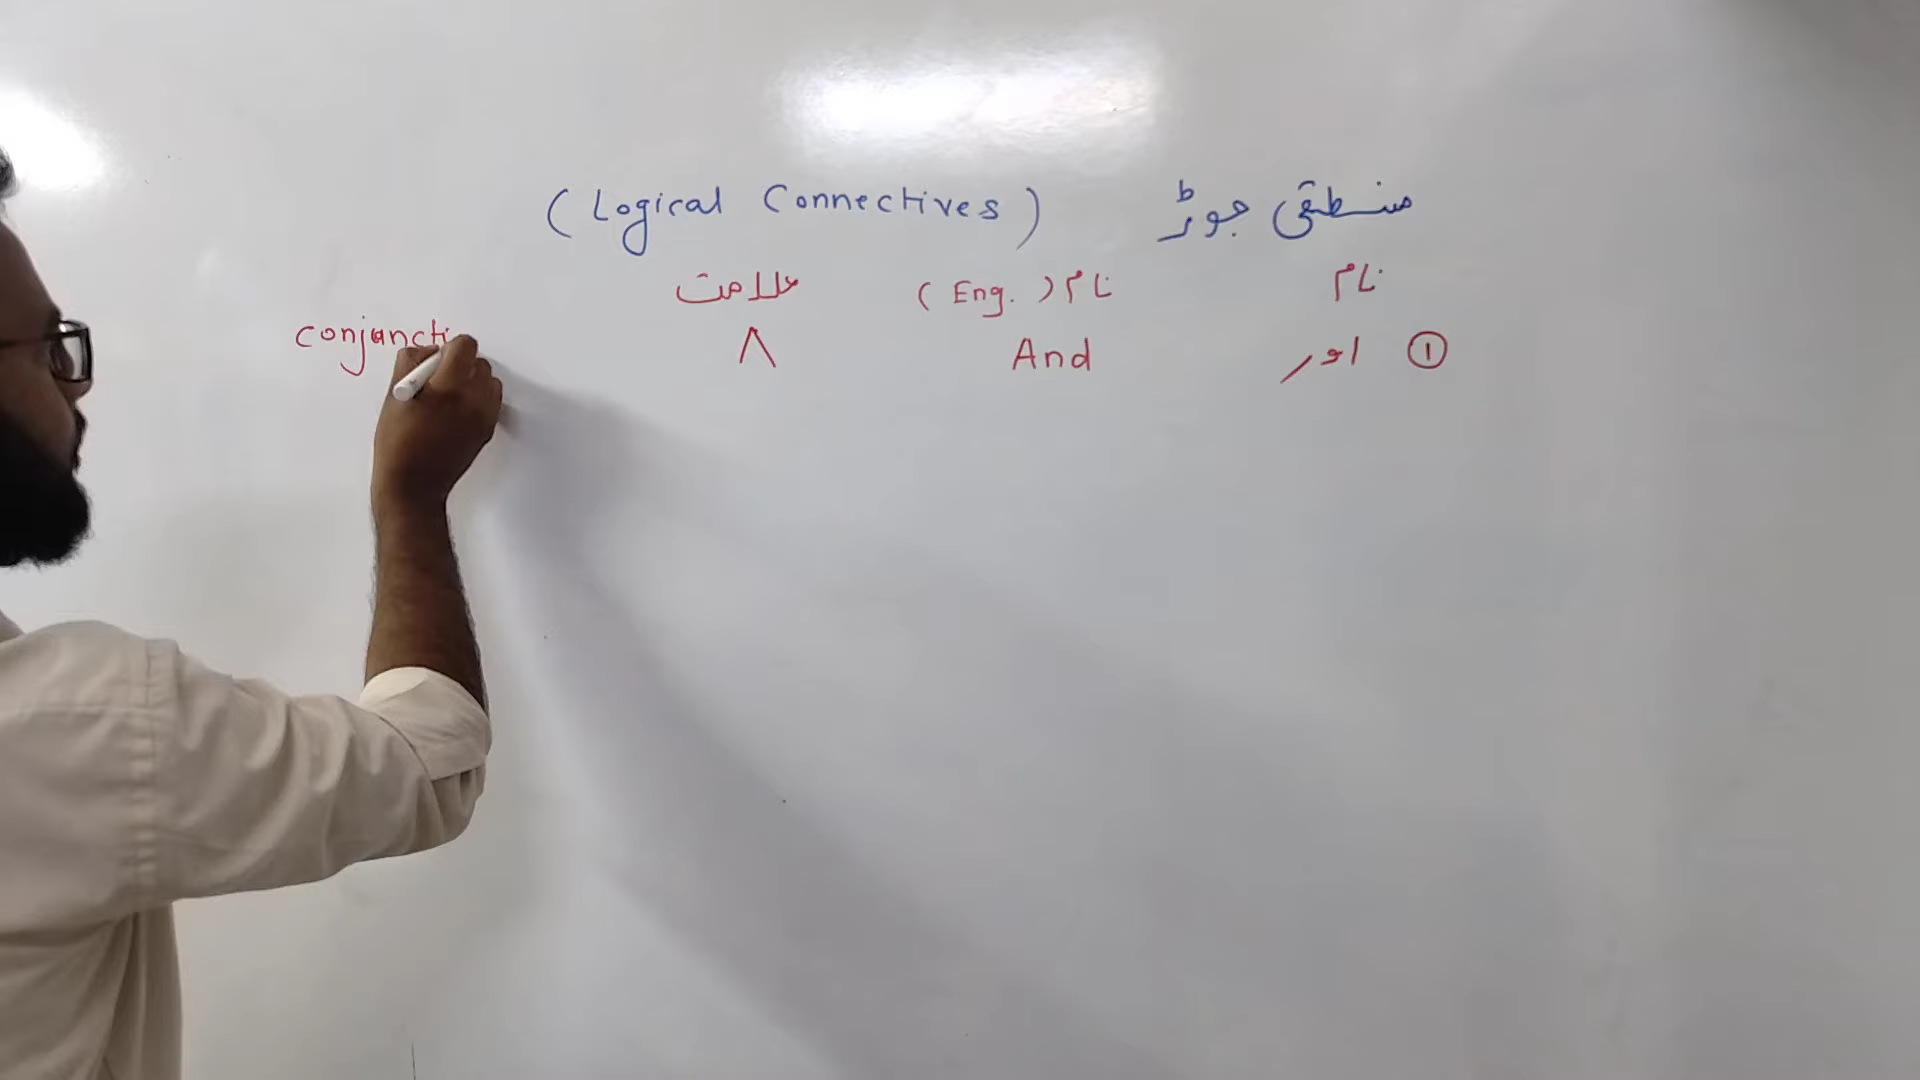 منطقی جوڑ (Logical Connectives)
نام نام (Eng.) علامت
① اور And ∧ conjuncti